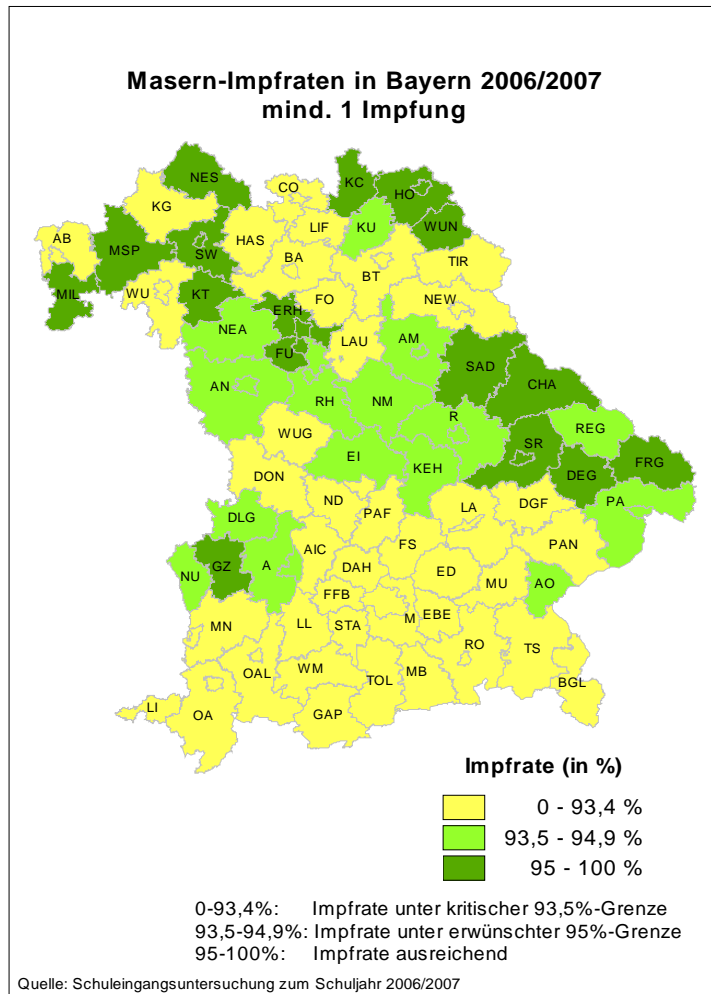 Masern-Impfraten in Bayern 2006/2007
mind. 1 Impfung
NES
CO
KC
HO
KG
LIF
KU
WUN
AB
MSP
SW
HAS
BA
BT
TIR
MIL
WU
KT
ERH
FO
NEW
NEA
FU
LAU
AM
SAD
CHA
AN
RH
NM
R
REG
WUG
EI
KEH
SR
DEG
FRG
DON
ND
PAF
LA
DGF
PA
DLG
AIC
FS
PAN
NU
GZ
A
DAH
ED
MU
AO
FFB
MN
LL
STA
M
EBE
RO
TS
OAL
WM
TOL
MB
BGL
LI
OA
GAP
Impfrate (in %)
0 - 93,4 %
93,5 - 94,9 %
95 - 100 %
0-93,4%: Impfrate unter kritischer 93,5%-Grenze
93,5-94,9%: Impfrate unter erwünschter 95%-Grenze
95-100%: Impfrate ausreichend
Quelle: Schuleingangsuntersuchung zum Schuljahr 2006/2007